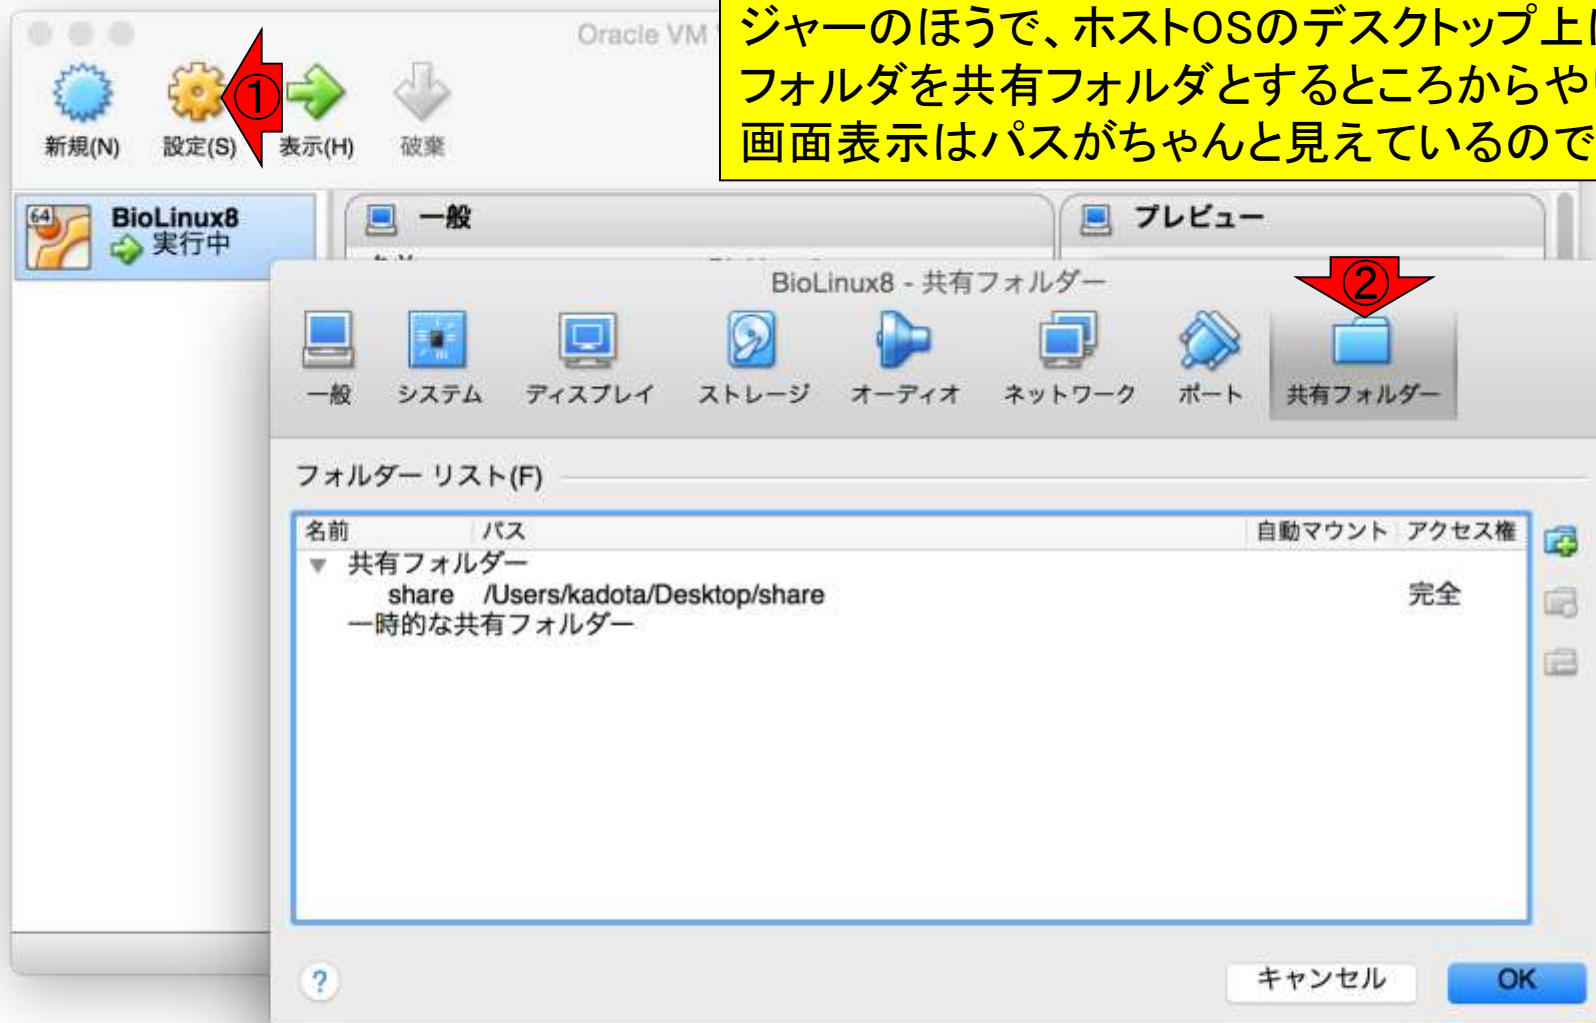 Oracle VM
ジャーのほうで、ホストOSのデスクトップ上
フォルダを共有フォルダとするところからや
画面表示はパスがちゃんと見えているので
①
新規(N)
設定(S)
表示(H)
破棄
64
BioLinux8
実行中
一般
プレビュー
BioLinux8 - 共有フォルダー
②
一般
システム
ディスプレイ
ストレージ
オーディオ
ネットワーク
ポート
共有フォルダー
フォルダー リスト(F)
名前 パス 自動マウント アクセス権
▼ 共有フォルダー
share /Users/kadota/Desktop/share 完全
一時的な共有フォルダー
?
キャンセル
OK